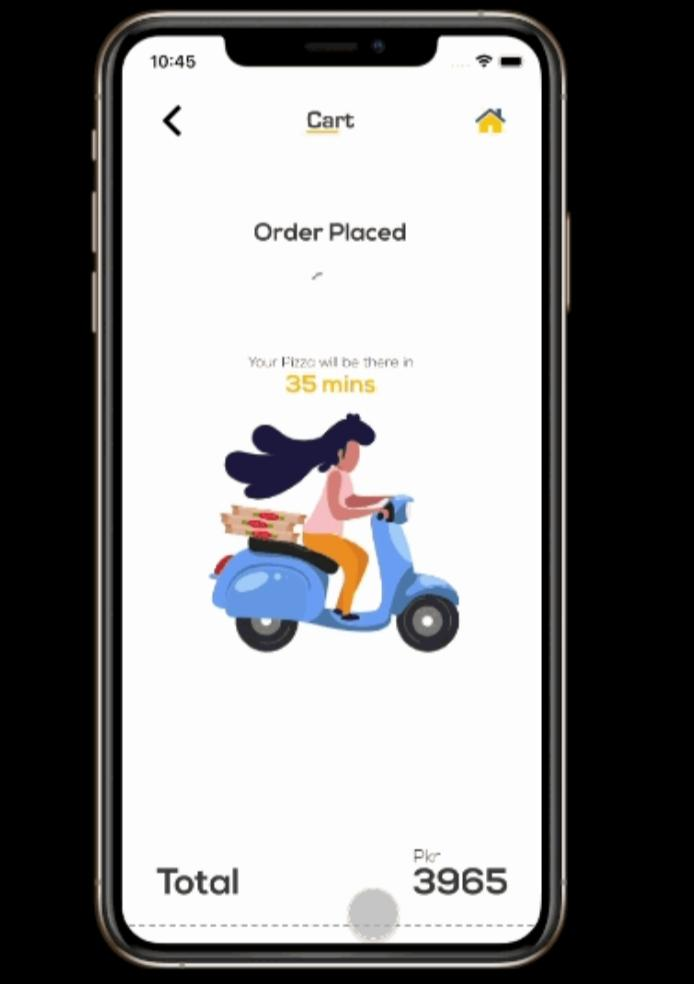 10:45
Cart
Order Placed
Your Pizza will be there in
35 mins
Pkr
Total 3965